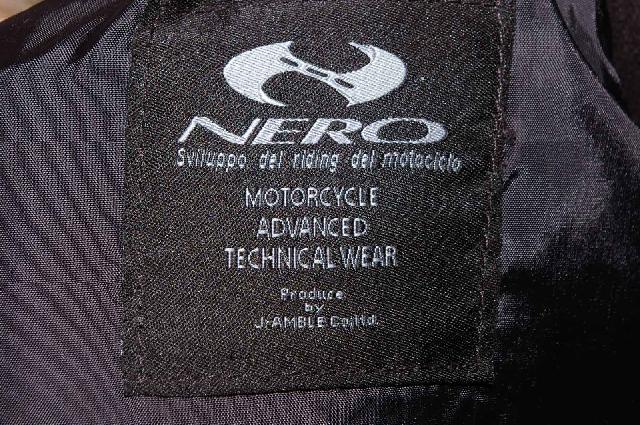 NERO
Sviluppo del riding del motociclo
MOTORCYCLE
ADVANCED
TECHNICAL WEAR
Produce
by
J-AMBLE Co,ltd.